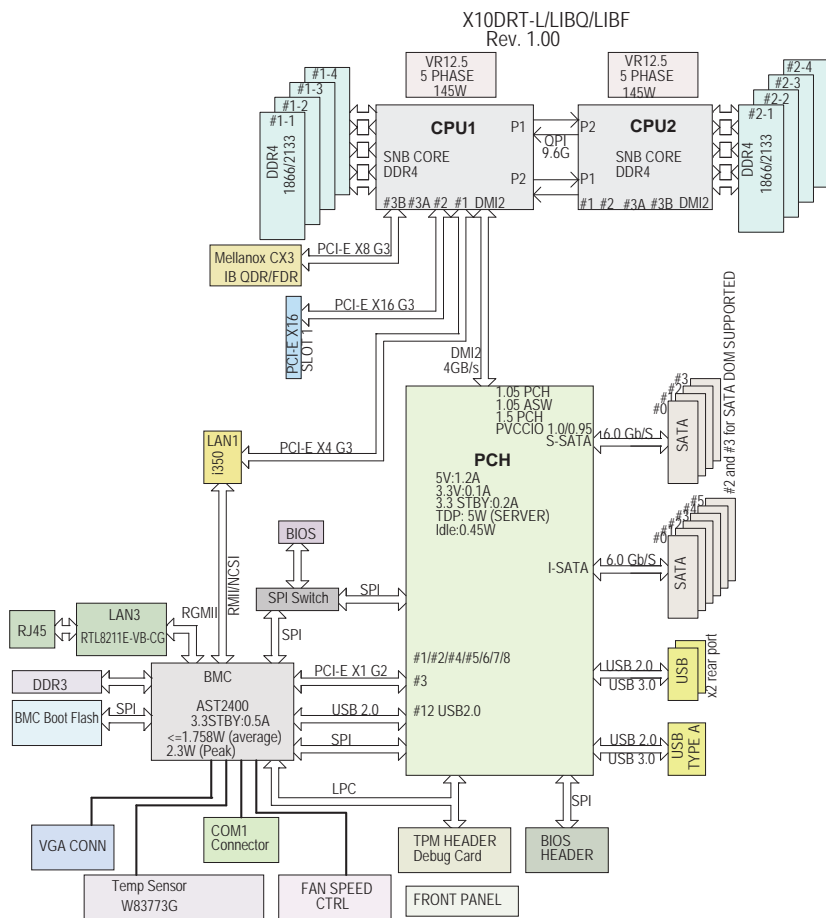 X10DRT-L/LIBQ/LIBF
Rev. 1.00
VR12.5
5 PHASE
145W
VR12.5
5 PHASE
145W
#1-4
#1-3
#1-2
#1-1
DDR4
1866/2133
CPU1
SNB CORE
DDR4
P1
P2
#3B #3A #2 #1 DMI2
QPI
9.6G
CPU2
P2
P1
SNB CORE
DDR4
#1 #2 #3A #3B DMI2
#2-4
#2-3
#2-2
#2-1
DDR4
1866/2133
Mellanox CX3
IB QDR/FDR
PCI-E X8 G3
PCI-E X16
SLOT 1
PCI-E X16 G3
DMI2
4GB/s
LAN1
i350
PCI-E X4 G3
1.05 PCH
1.05 ASW
1.5 PCH
PVCCIO 1.0/0.95
S-SATA
PCH
5V:1.2A
3.3V:0.1A
3.3 STBY:0.2A
TDP: 5W (SERVER)
Idle:0.45W
I-SATA
6.0 Gb/S
#3
#2
#1
#0
SATA
#2 and #3 for SATA DOM SUPPORTED
6.0 Gb/S
#5
#4
#3
#2
#1
#0
SATA
BIOS
SPI Switch
SPI
SPI
RMII/NCSI
RJ45
LAN3
RTL8211E-VB-CG
RGMII
DDR3
BMC Boot Flash
SPI
BMC
AST2400
3.3STBY:0.5A
<=1.758W (average)
2.3W (Peak)
PCI-E X1 G2
USB 2.0
SPI
LPC
#1/#2/#4/#5/6/7/8
#3
#12 USB2.0
USB 2.0
USB 3.0
USB
x2 rear port
USB 2.0
USB 3.0
USB
TYPE A
SPI
VGA CONN
COM1
Connector
TPM HEADER
Debug Card
BIOS
HEADER
Temp Sensor
W83773G
FAN SPEED
CTRL
FRONT PANEL